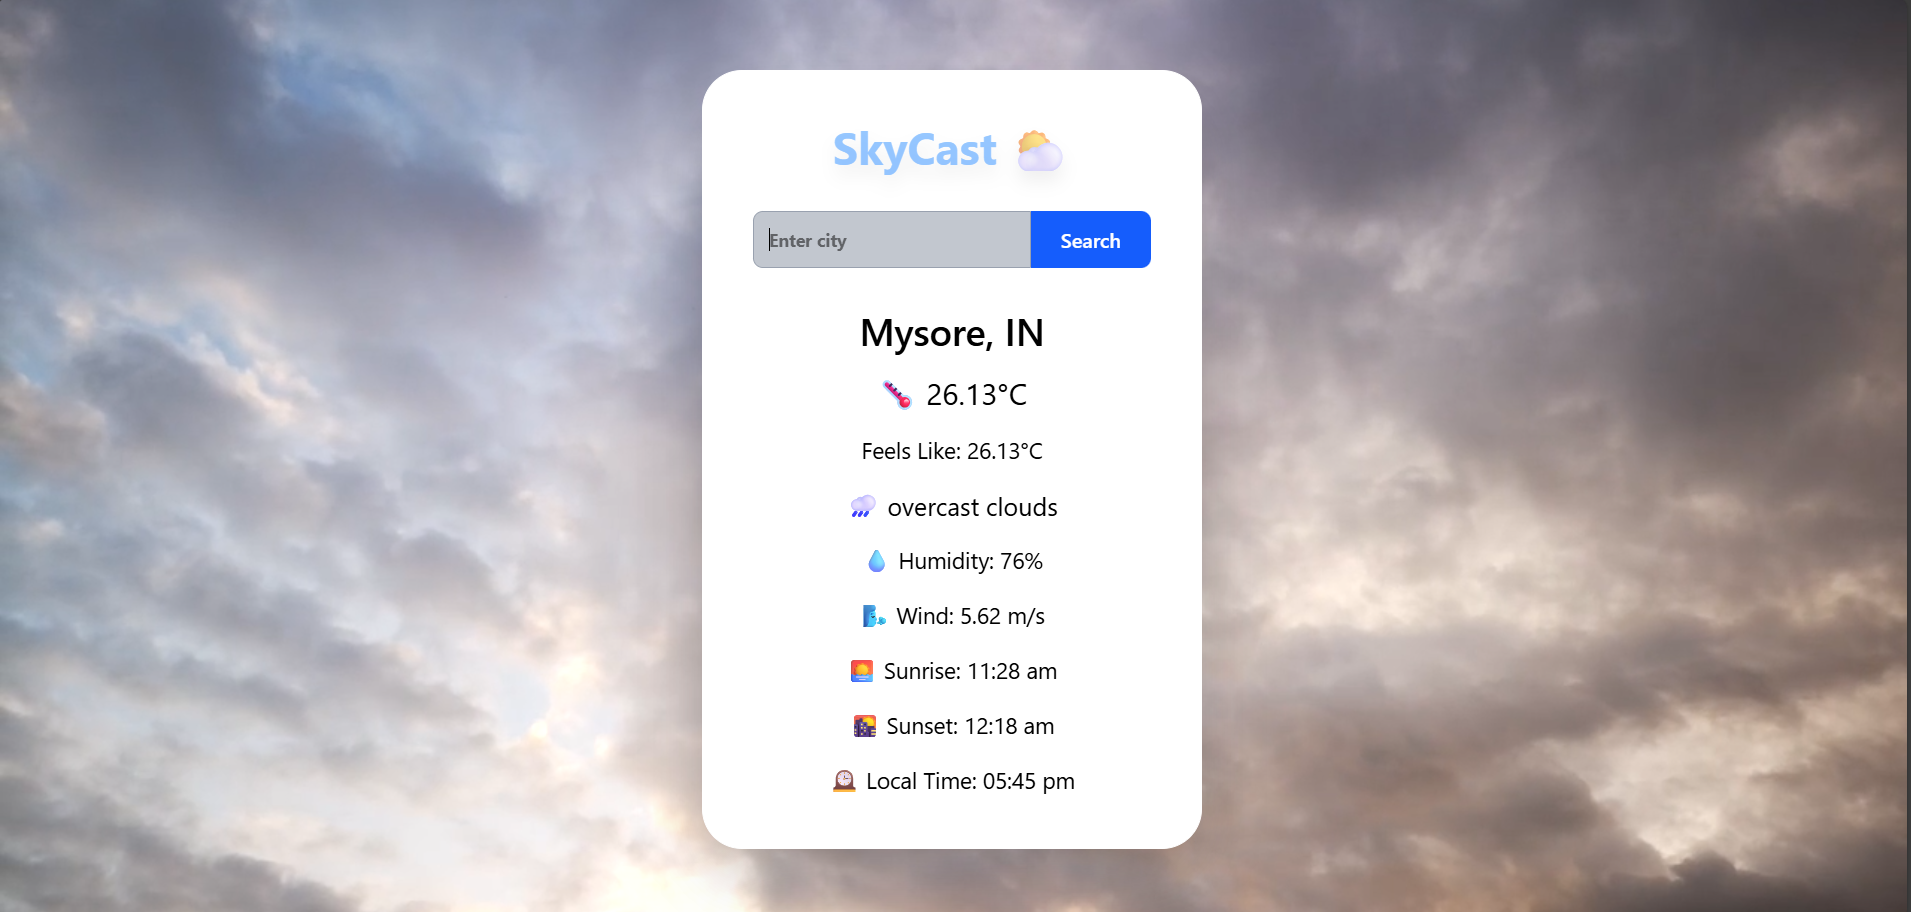 SkyCast
Enter city
Search
Mysore, IN
26.13°C
Feels Like: 26.13°C
overcast clouds
Humidity: 76%
Wind: 5.62 m/s
Sunrise: 11:28 am
Sunset: 12:18 am
Local Time: 05:45 pm